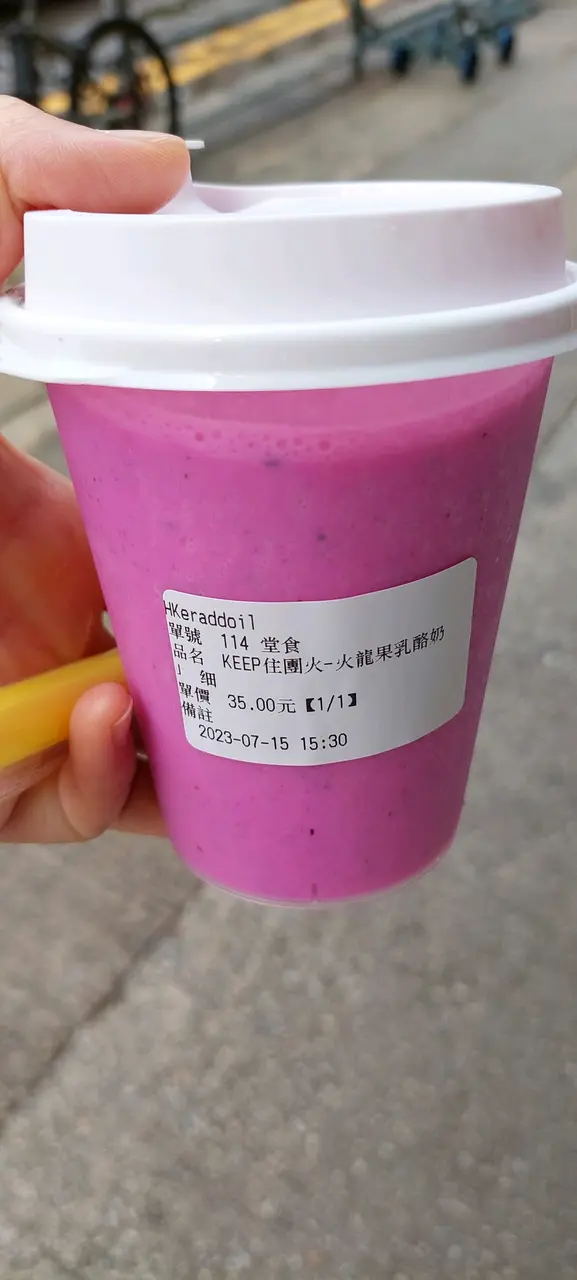 HKeraddoil
單號 114 堂食
品名 KEEP住團火-火龍果乳酪奶
细
單價 35.00元【1/1】
備註
2023-07-15 15:30